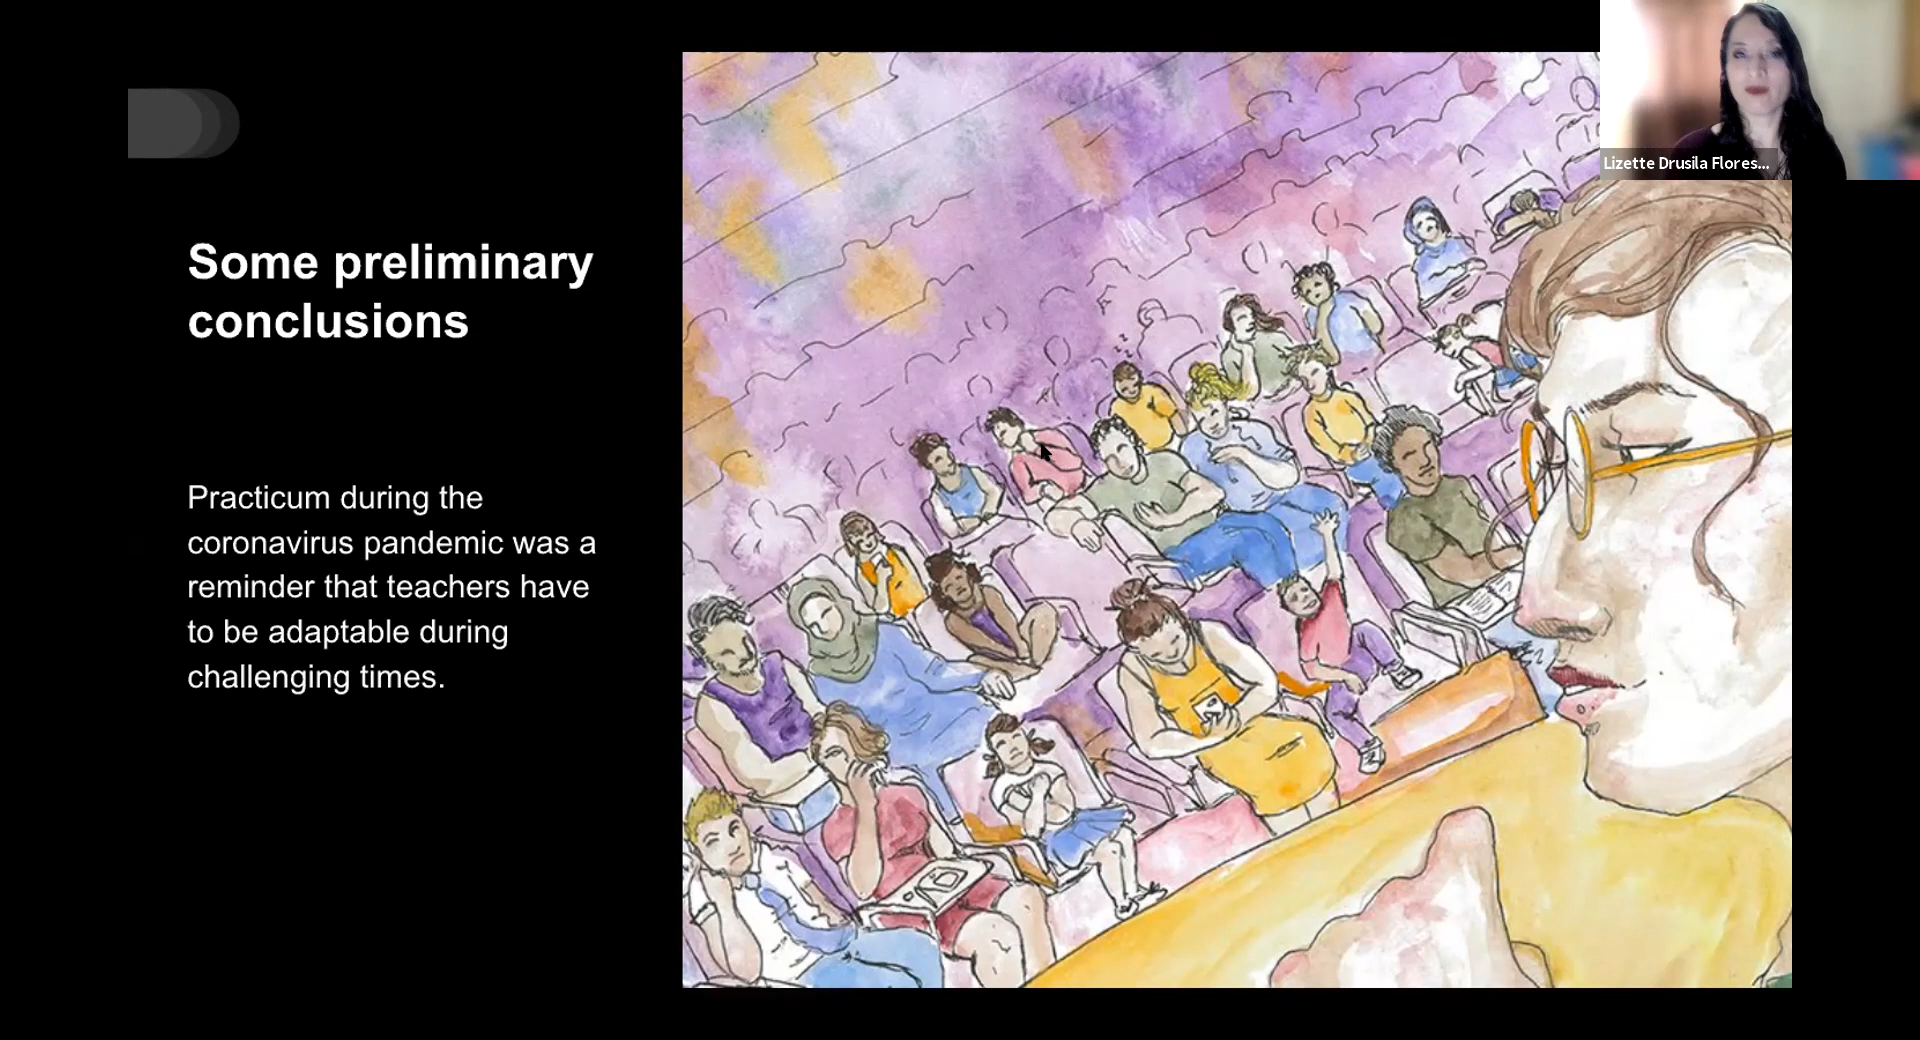 Some preliminary
conclusions
Practicum during the
coronavirus pandemic was a
reminder that teachers have
to be adaptable during
challenging times.
Lizette Drusila Flores...